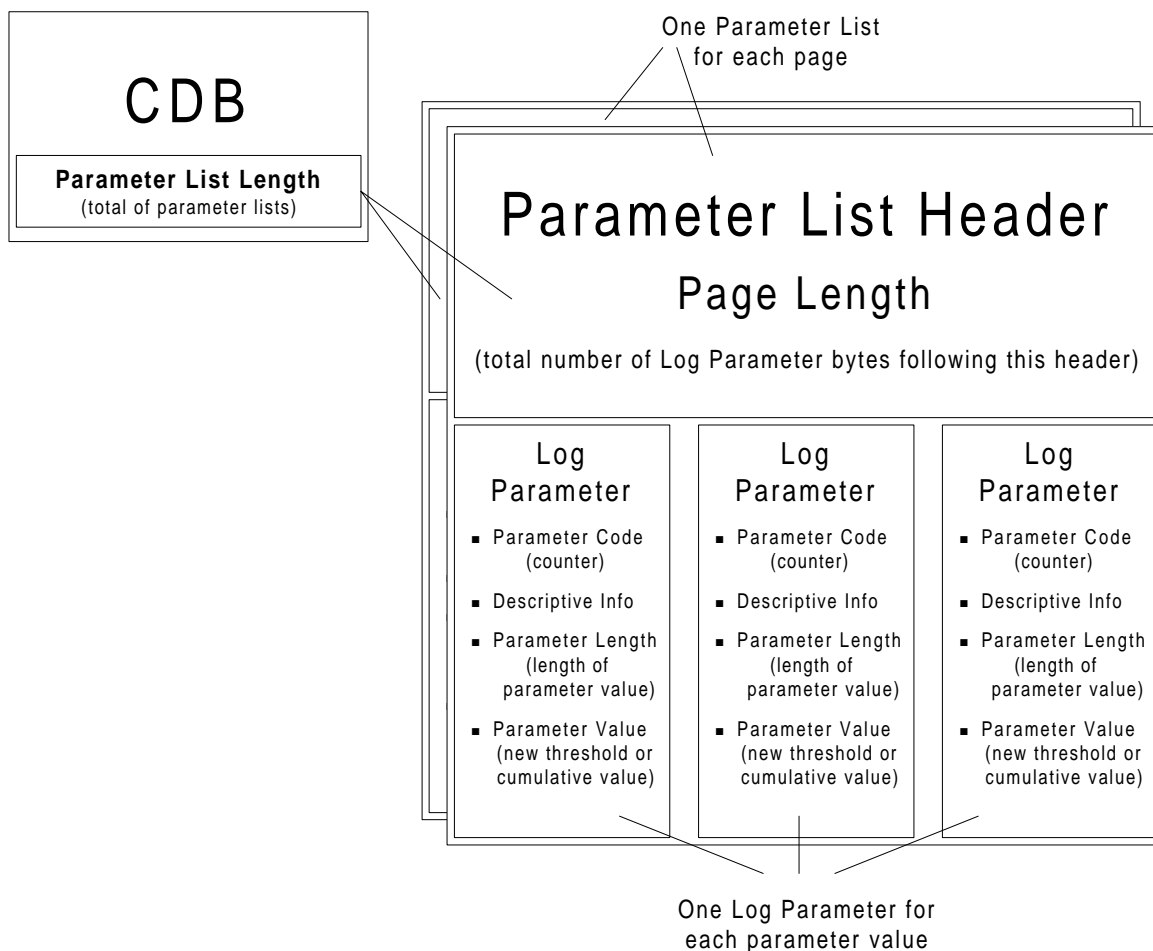 One Parameter List
for each page
CDB
Parameter List Length
(total of parameter lists)
Parameter List Header
Page Length
(total number of Log Parameter bytes following this header)
Log
Parameter
▪ Parameter Code
(counter)
▪ Descriptive Info
▪ Parameter Length
(length of
parameter value)
▪ Parameter Value
(new threshold or
cumulative value)
Log
Parameter
▪ Parameter Code
(counter)
▪ Descriptive Info
▪ Parameter Length
(length of
parameter value)
▪ Parameter Value
(new threshold or
cumulative value)
Log
Parameter
▪ Parameter Code
(counter)
▪ Descriptive Info
▪ Parameter Length
(length of
parameter value)
▪ Parameter Value
(new threshold or
cumulative value)
One Log Parameter for
each parameter value